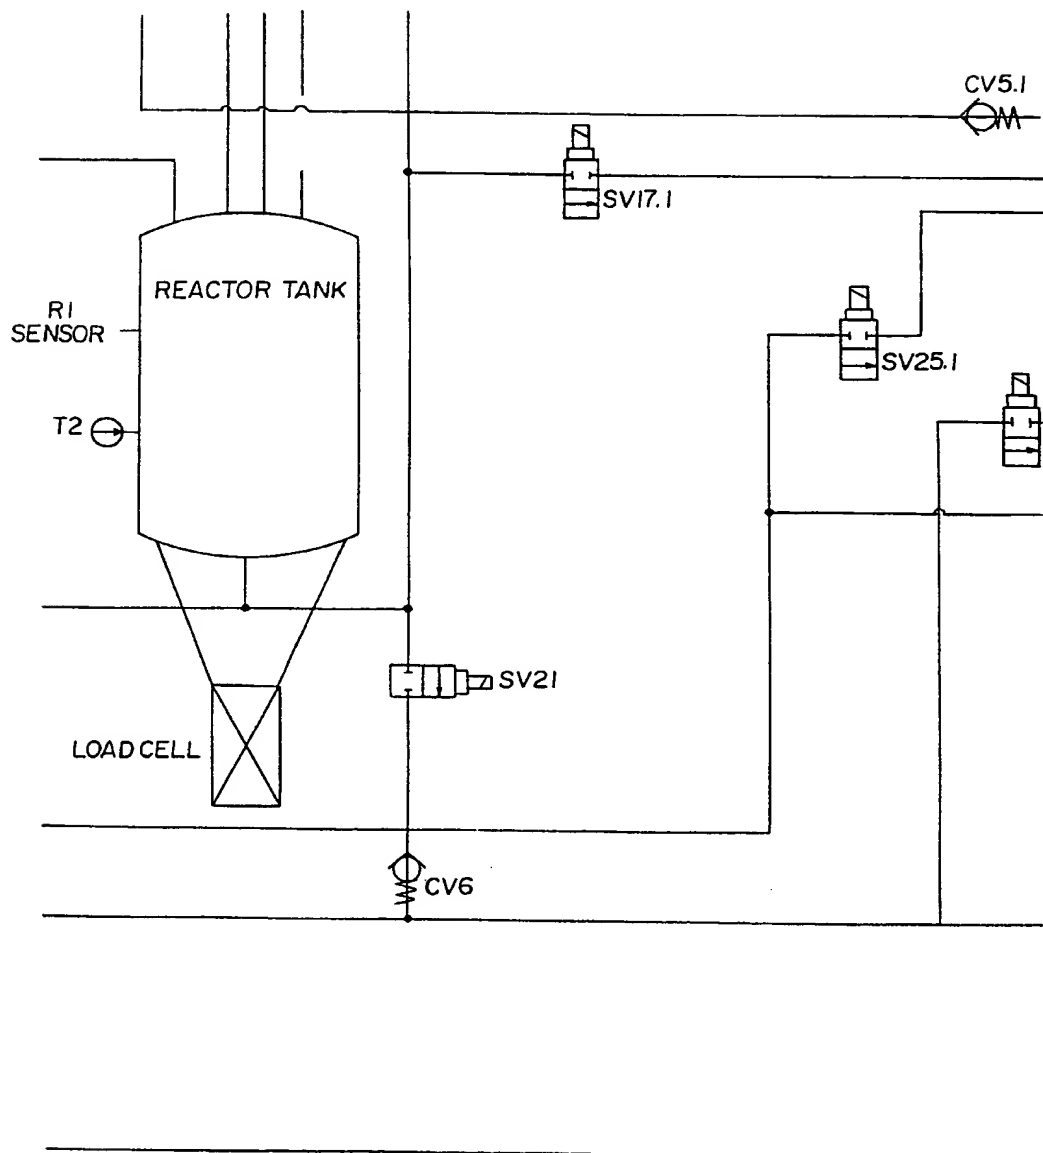 CV5.1
SV17.1
REACTOR TANK
R1
SENSOR
SV25.1
T2
SV21
LOAD CELL
CV6